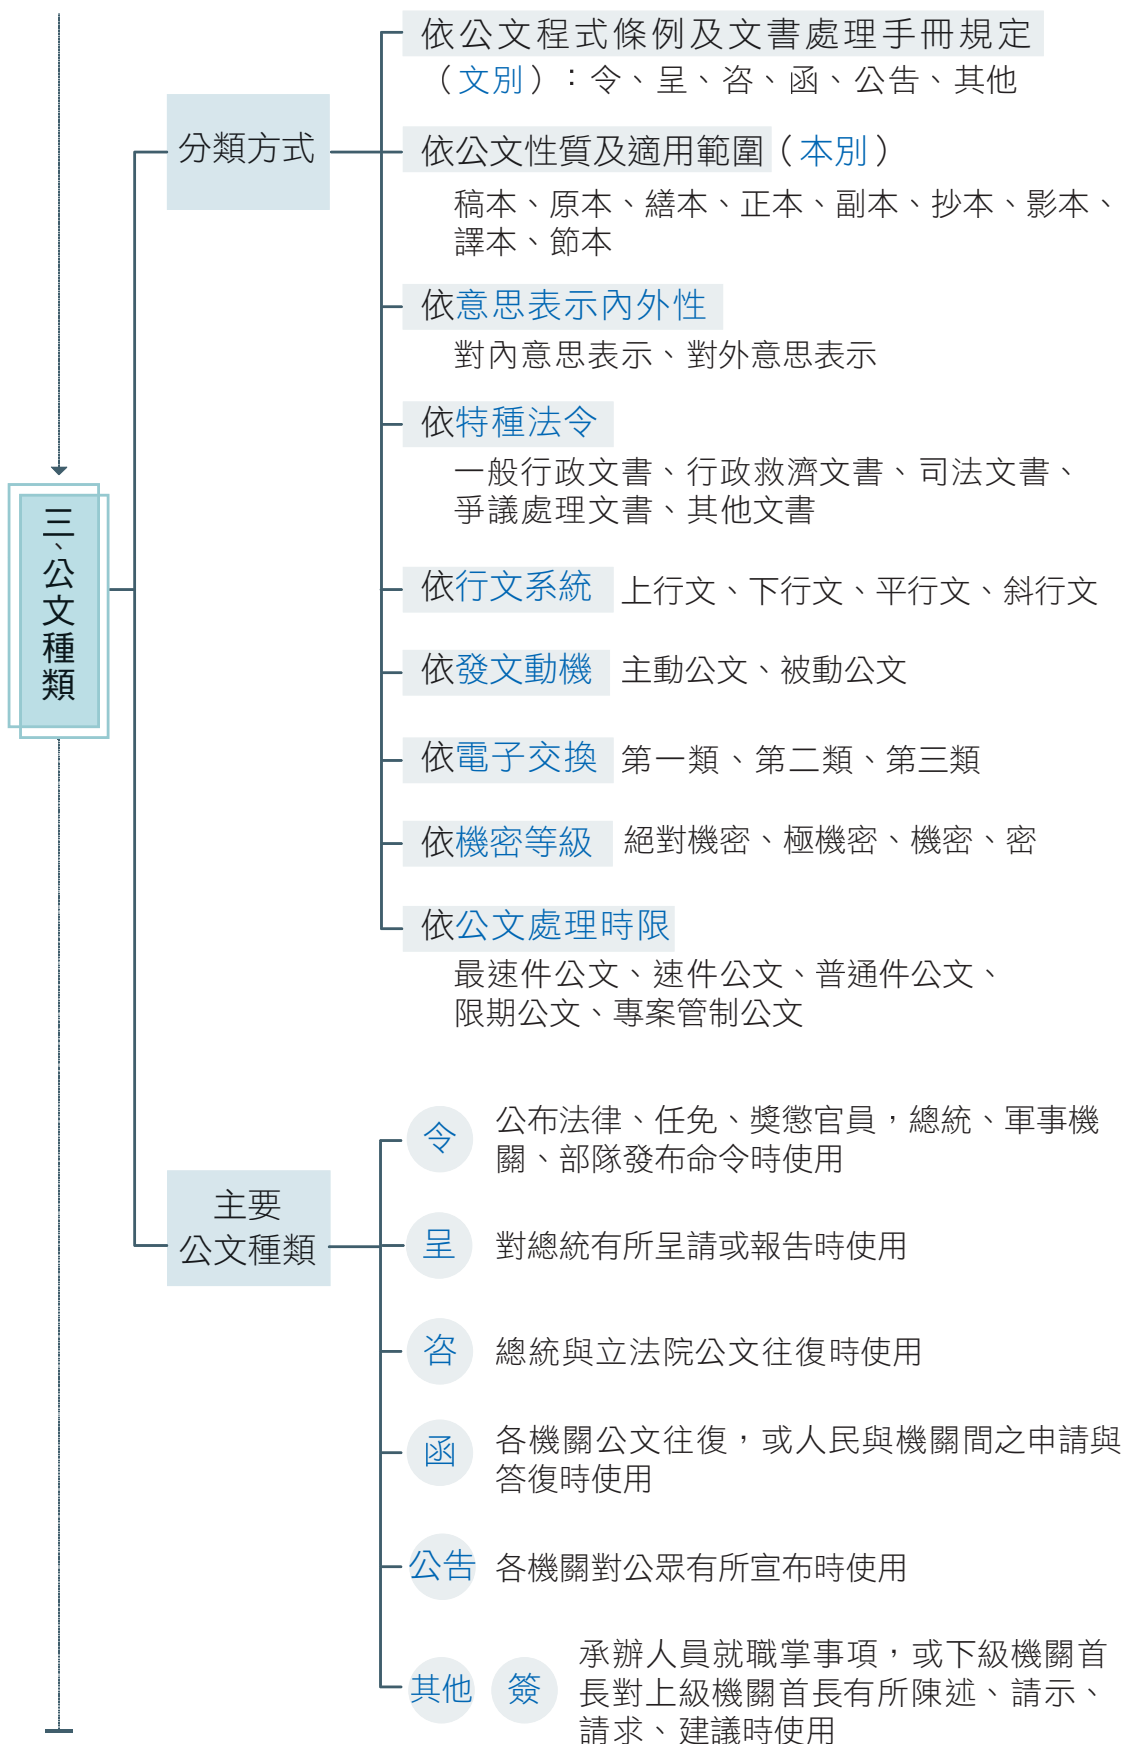 三、公文種類
分類方式
依公文程式條例及文書處理手冊規定
（文別）：令、呈、咨、函、公告、其他
依公文性質及適用範圍（本別）
稿本、原本、繕本、正本、副本、抄本、影本、
譯本、節本
依意思表示內外性
對內意思表示、對外意思表示
依特種法令
一般行政文書、行政救濟文書、司法文書、
爭議處理文書、其他文書
依行文系統 上行文、下行文、平行文、斜行文
依發文動機 主動公文、被動公文
依電子交換 第一類、第二類、第三類
依機密等級 絕對機密、極機密、機密、密
依公文處理時限
最速件公文、速件公文、普通件公文、
限期公文、專案管制公文
主要
公文種類
令
公布法律、任免、獎懲官員，總統、軍事機
關、部隊發布命令時使用
呈 對總統有所呈請或報告時使用
咨 總統與立法院公文往復時使用
函
各機關公文往復，或人民與機關間之申請與
答復時使用
公告 各機關對公眾有所宣布時使用
其他 簽
承辦人員就職掌事項，或下級機關首
長對上級機關首長有所陳述、請示、
請求、建議時使用